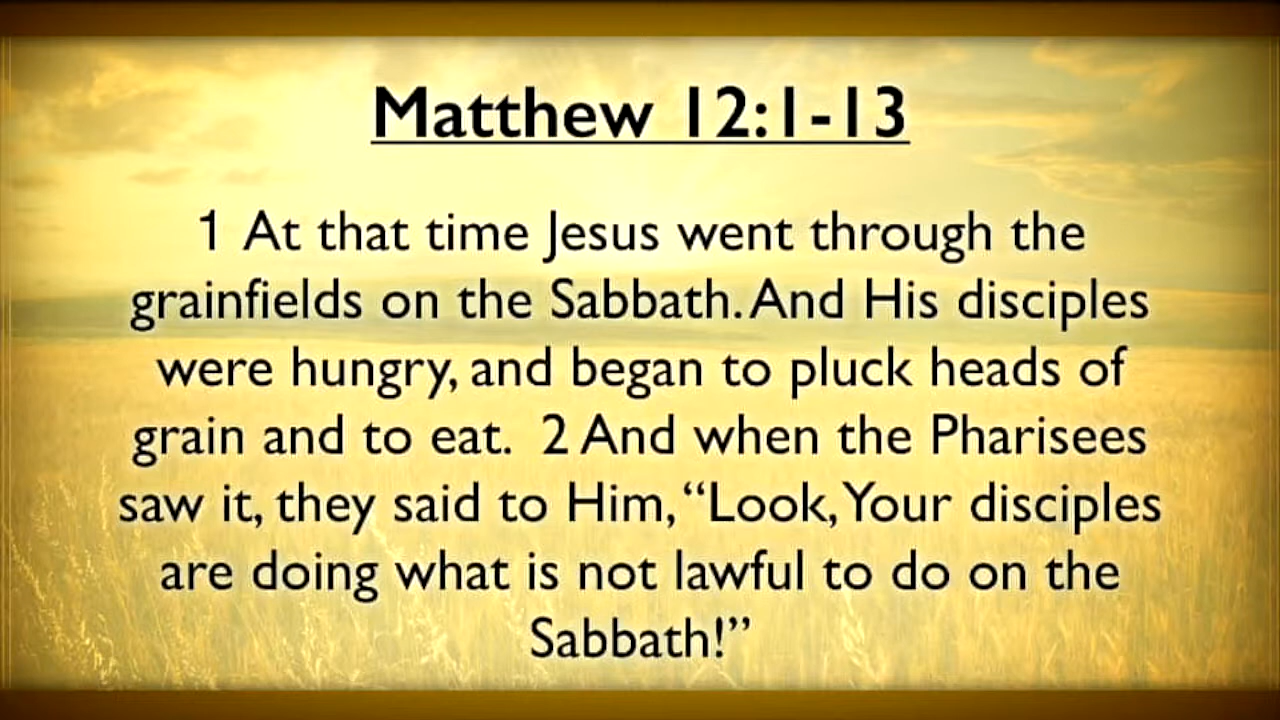 Matthew 12:1-13
1 At that time Jesus went through the
grainfields on the Sabbath. And His disciples
were hungry, and began to pluck heads of
grain and to eat.  2 And when the Pharisees
saw it, they said to Him, “Look, Your disciples
are doing what is not lawful to do on the
Sabbath!”